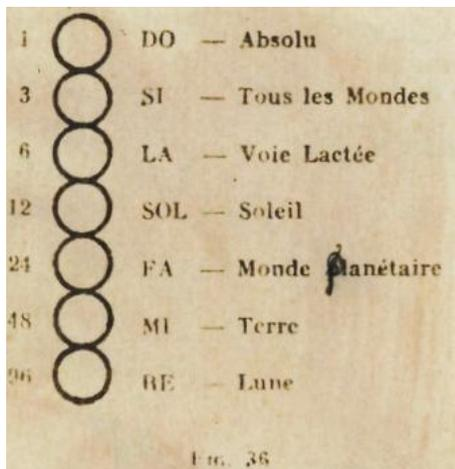 1 DO — Absolu
3 SI — Tous les Mondes
6 LA — Voie Lactée
12 SOL — Soleil
24 FA — Monde planétaire
48 MI — Terre
96 RE — Lune
Fig. 36